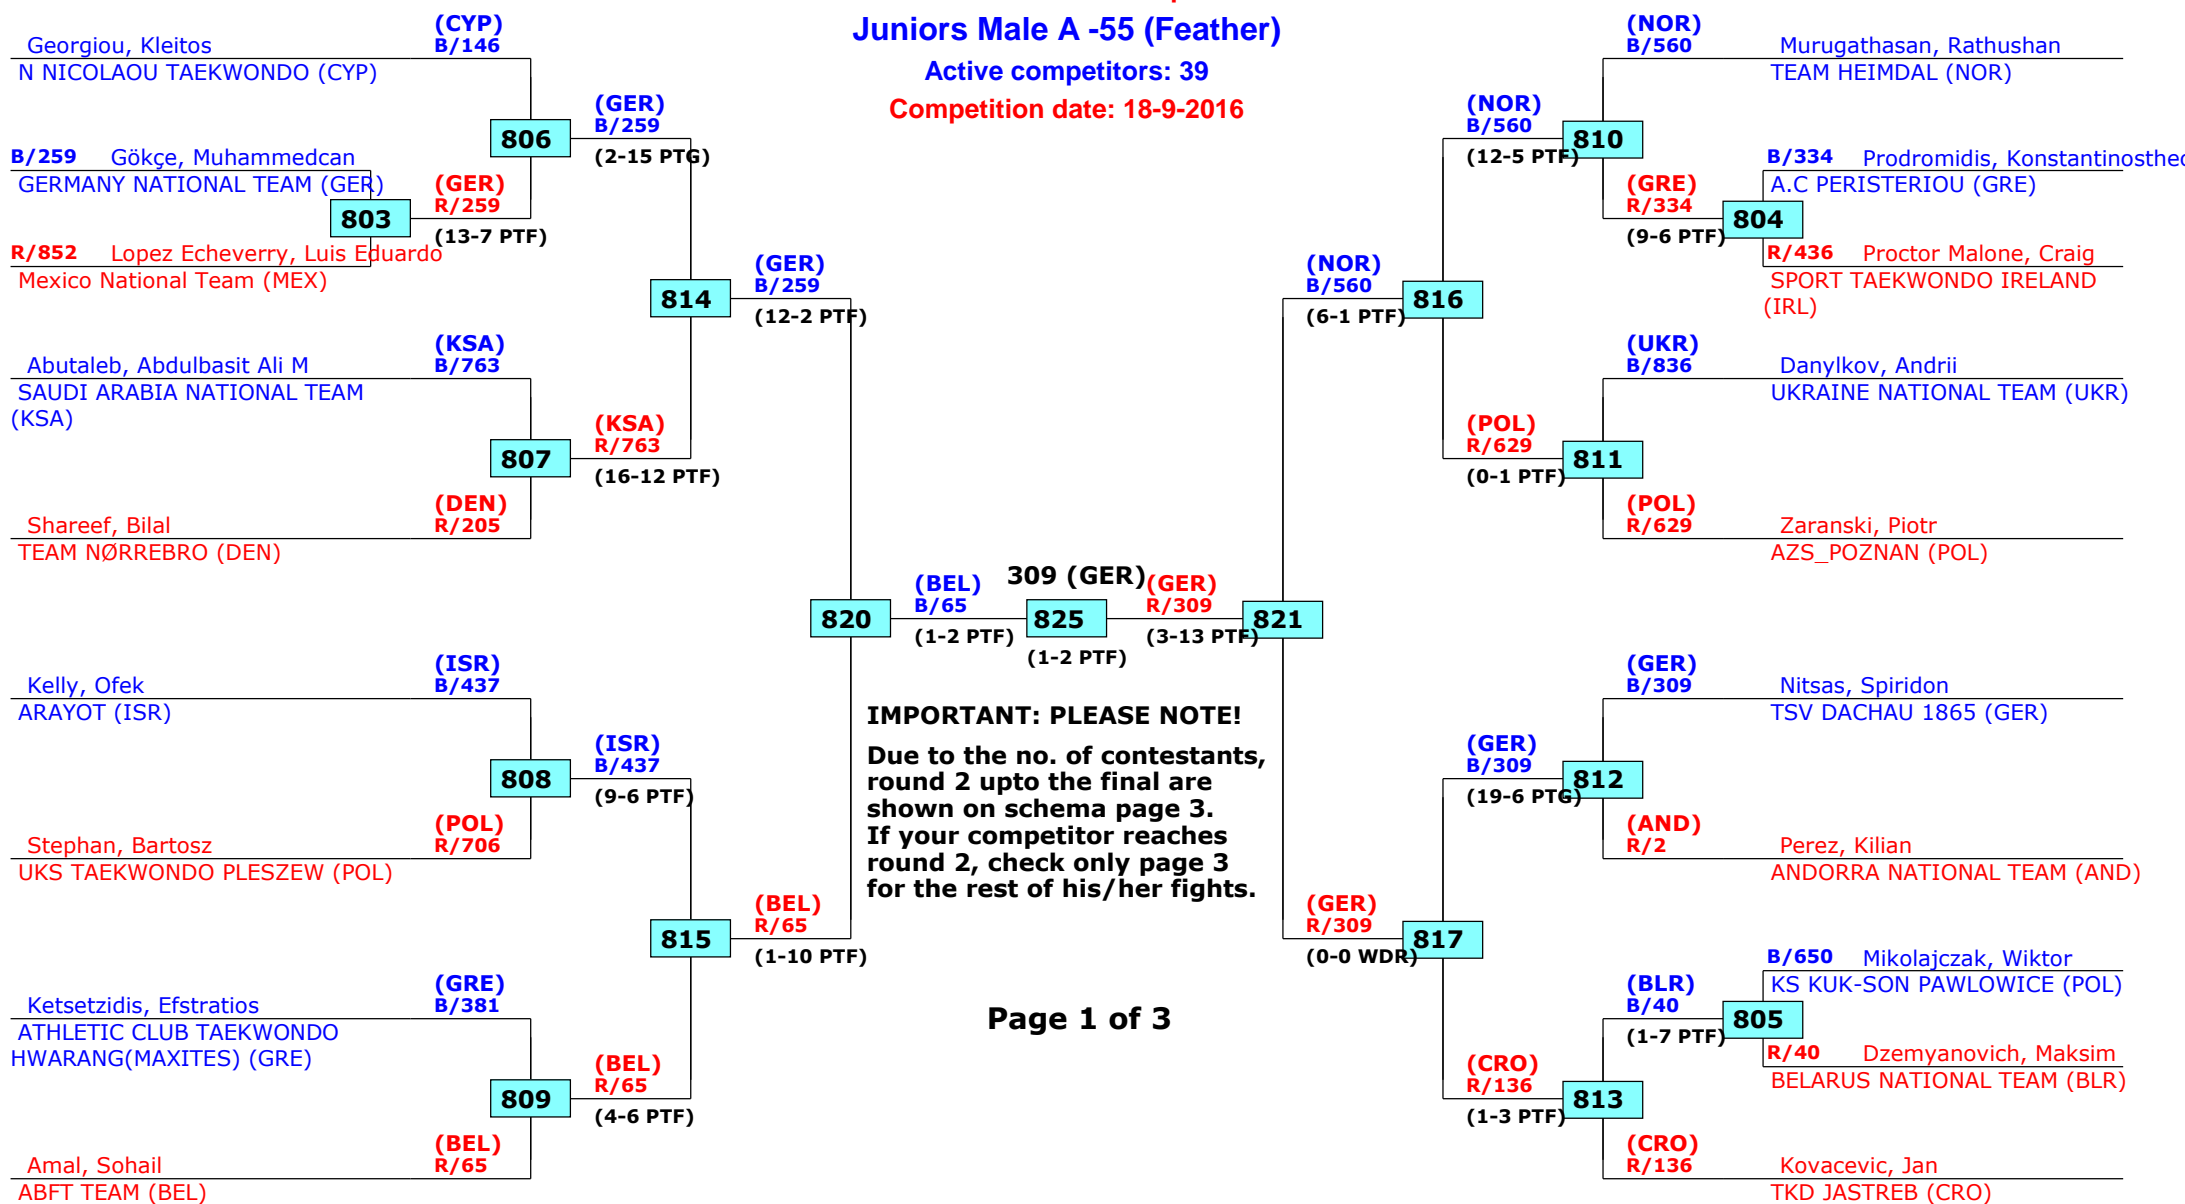 Juniors Male A -55 (Feather)
Active competitors: 39
Competition date: 18-9-2016
(CYP)
Georgiou, Kleitos B/146
N NICOLAOU TAEKWONDO (CYP)
806
(GER)
B/259
(2-15 PTG)
B/259 Gökçe, Muhammedcan
GERMANY NATIONAL TEAM (GER)
803
(GER)
R/259
(13-7 PTF)
R/852 Lopez Echeverry, Luis Eduardo
Mexico National Team (MEX)
814
(GER)
B/259
(12-2 PTF)
(KSA)
Abutaleb, Abdulbasit Ali M B/763
SAUDI ARABIA NATIONAL TEAM
(KSA)
807
(KSA)
R/763
(16-12 PTF)
(DEN)
Shareef, Bilal R/205
TEAM NØRREBRO (DEN)
820
(BEL)
B/65
(1-2 PTF)
309 (GER)
825
(1-2 PTF)
(GER)
R/309
(3-13 PTF)
821
(ISR)
Kelly, Ofek B/437
ARAYOT (ISR)
808
(ISR)
B/437
(9-6 PTF)
(POL)
Stephan, Bartosz R/706
UKS TAEKWONDO PLESZEW (POL)
815
(BEL)
R/65
(1-10 PTF)
(GRE)
Ketsetzidis, Efstratios B/381
ATHLETIC CLUB TAEKWONDO
HWARANG(MAXITES) (GRE)
809
(BEL)
R/65
(4-6 PTF)
(BEL)
Amal, Sohail R/65
ABFT TEAM (BEL)
IMPORTANT: PLEASE NOTE!
Due to the no. of contestants,
round 2 upto the final are
shown on schema page 3.
If your competitor reaches
round 2, check only page 3
for the rest of his/her fights.
Page 1 of 3
(NOR)
B/560 Murugathasan, Rathushan
TEAM HEIMDAL (NOR)
(NOR)
B/560
(12-5 PTF)
810
B/334 Prodromidis, Konstantinosthe
A.C PERISTERIOU (GRE)
(GRE)
R/334
(9-6 PTF)
804
R/436 Proctor Malone, Craig
SPORT TAEKWONDO IRELAND
(IRL)
(NOR)
B/560
(6-1 PTF)
816
(UKR)
B/836 Danylkov, Andrii
UKRAINE NATIONAL TEAM (UKR)
(POL)
R/629
(0-1 PTF)
811
(POL)
R/629 Zaranski, Piotr
AZS_POZNAN (POL)
(GER)
B/309 Nitsas, Spiridon
TSV DACHAU 1865 (GER)
(GER)
B/309
(19-6 PTG)
812
(AND)
R/2 Perez, Kilian
ANDORRA NATIONAL TEAM (AND)
(GER)
R/309
(0-0 WDR)
817
B/650 Mikolajczak, Wiktor
KS KUK-SON PAWLOWICE (POL)
(BLR)
B/40
(1-7 PTF)
805
R/40 Dzemyanovich, Maksim
BELARUS NATIONAL TEAM (BLR)
(CRO)
R/136
(1-3 PTF)
813
(CRO)
R/136 Kovacevic, Jan
TKD JASTREB (CRO)